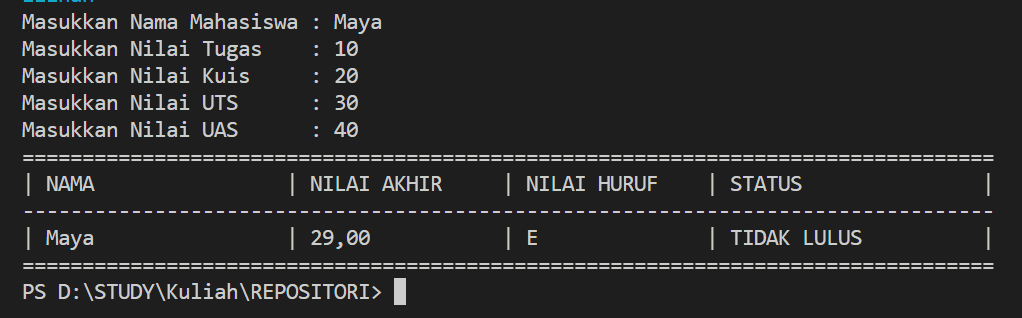 Masukkan Nama Mahasiswa : Maya
Masukkan Nilai Tugas    : 10
Masukkan Nilai Kuis     : 20
Masukkan Nilai UTS      : 30
Masukkan Nilai UAS      : 40
=================================================================================
| NAMA                | NILAI AKHIR     | NILAI HURUF    | STATUS               |
---------------------------------------------------------------------------------
| Maya                | 29,00           | E              | TIDAK LULUS          |
=================================================================================
PS D:\STUDY\Kuliah\REPOSITORI>